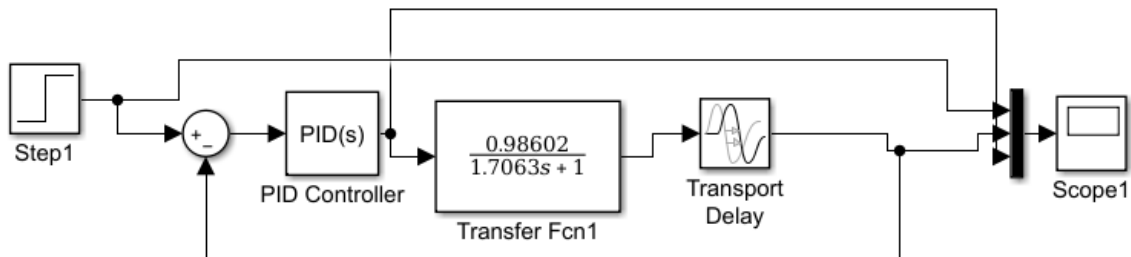 Step1
+
−
PID(s)
PID Controller
0.98602
1.7063s + 1
Transfer Fcn1
Transport
Delay
Scope1